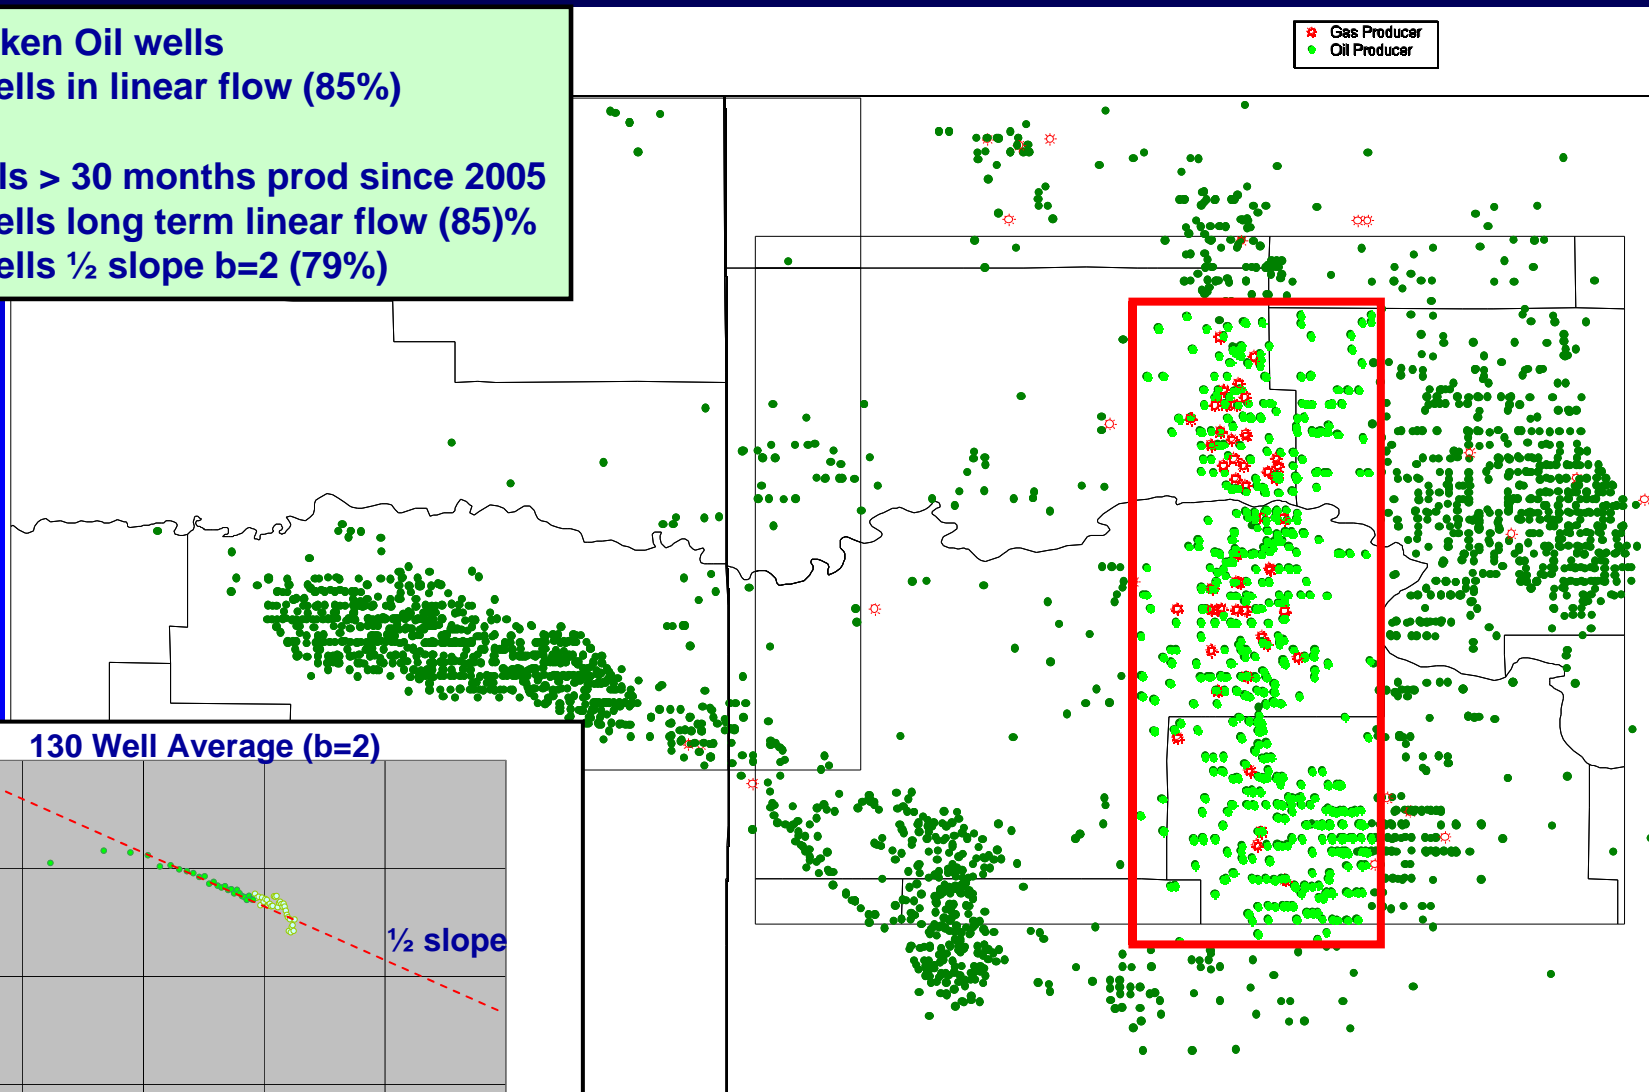 ken Oil wells
ells in linear flow (85%)
ls > 30 months prod since 2005
ells long term linear flow (85)%
ells ½ slope b=2 (79%)
Gas Producer
Oil Producer
130 Well Average (b=2)
½ slope